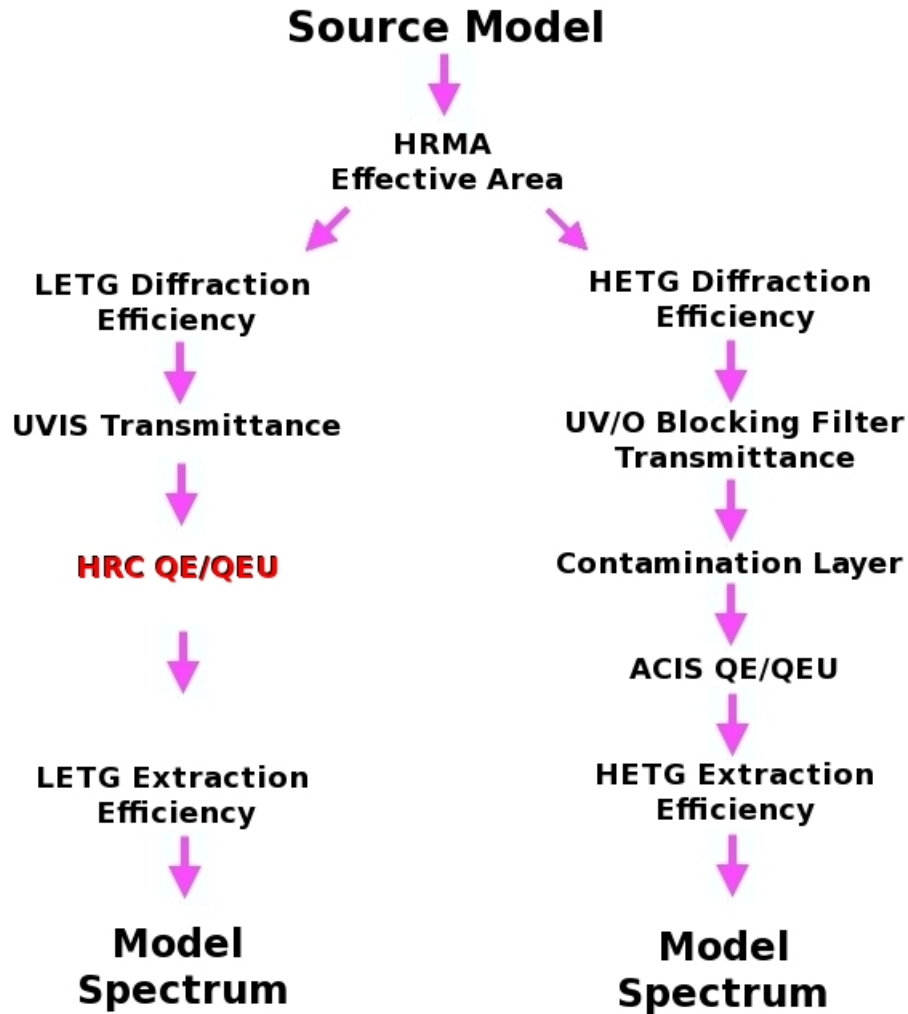 Source Model
HRMA
Effective Area
LETG Diffraction
Efficiency
UVIS Transmittance
HRC QE/QEU
LETG Extraction
Efficiency
Model
Spectrum
HETG Diffraction
Efficiency
UV/O Blocking Filter
Transmittance
Contamination Layer
ACIS QE/QEU
HETG Extraction
Efficiency
Model
Spectrum